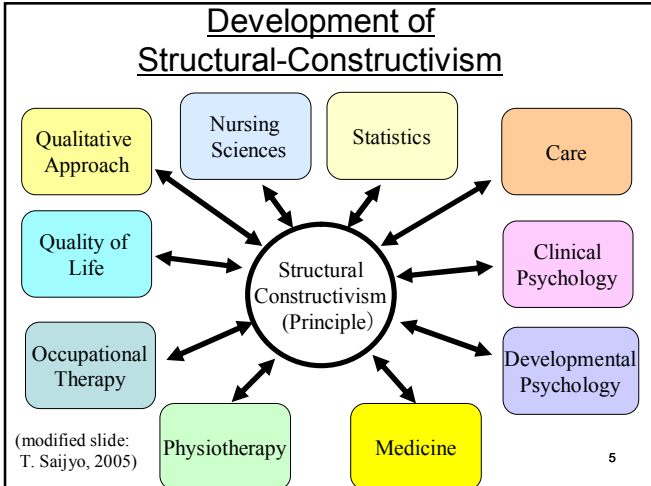 Development of
Structural-Constructivism
Qualitative
Approach
Nursing
Sciences
Statistics
Care
Quality of
Life
Structural
Constructivism
(Principle）
Clinical
Psychology
Occupational
Therapy
Developmental
Psychology
Physiotherapy
Medicine
(modified slide:
T. Saijyo, 2005)
5